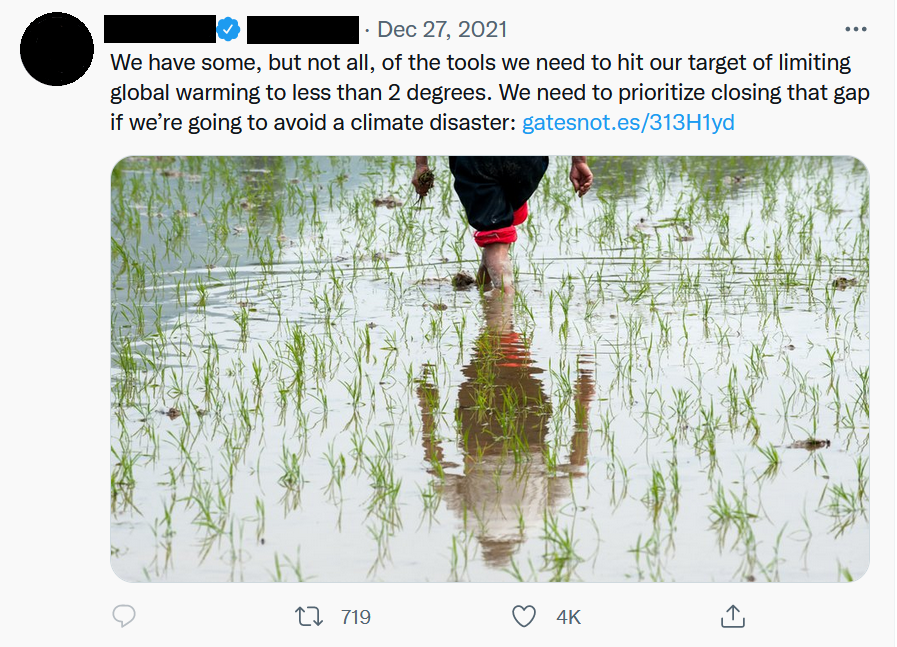 · Dec 27, 2021
We have some, but not all, of the tools we need to hit our target of limiting
global warming to less than 2 degrees. We need to prioritize closing that gap
if we’re going to avoid a climate disaster: gatesnot.es/313H1yd
719 4K